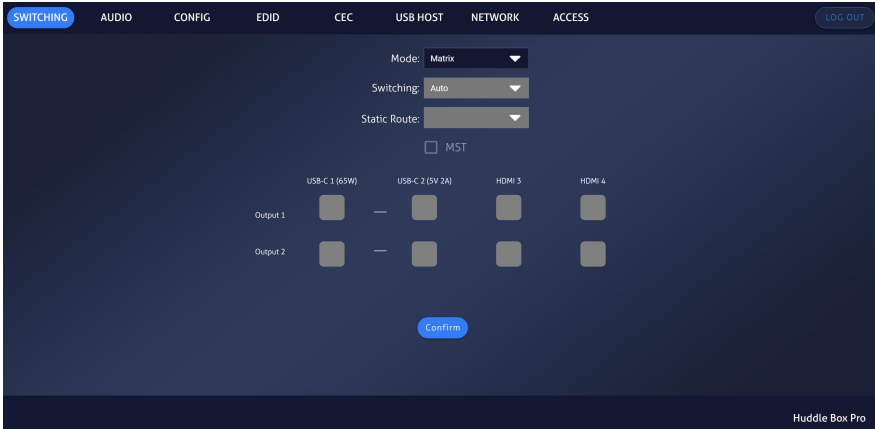 SWITCHING AUDIO CONFIG EDID CEC USB HOST NETWORK ACCESS LOG OUT
Mode: Matrix
Switching: Auto
Static Route:
MST
USB-C 1 (65W) USB-C 2 (5V 2A) HDMI 3 HDMI 4
Output 1
Output 2
Confirm
Huddle Box Pro